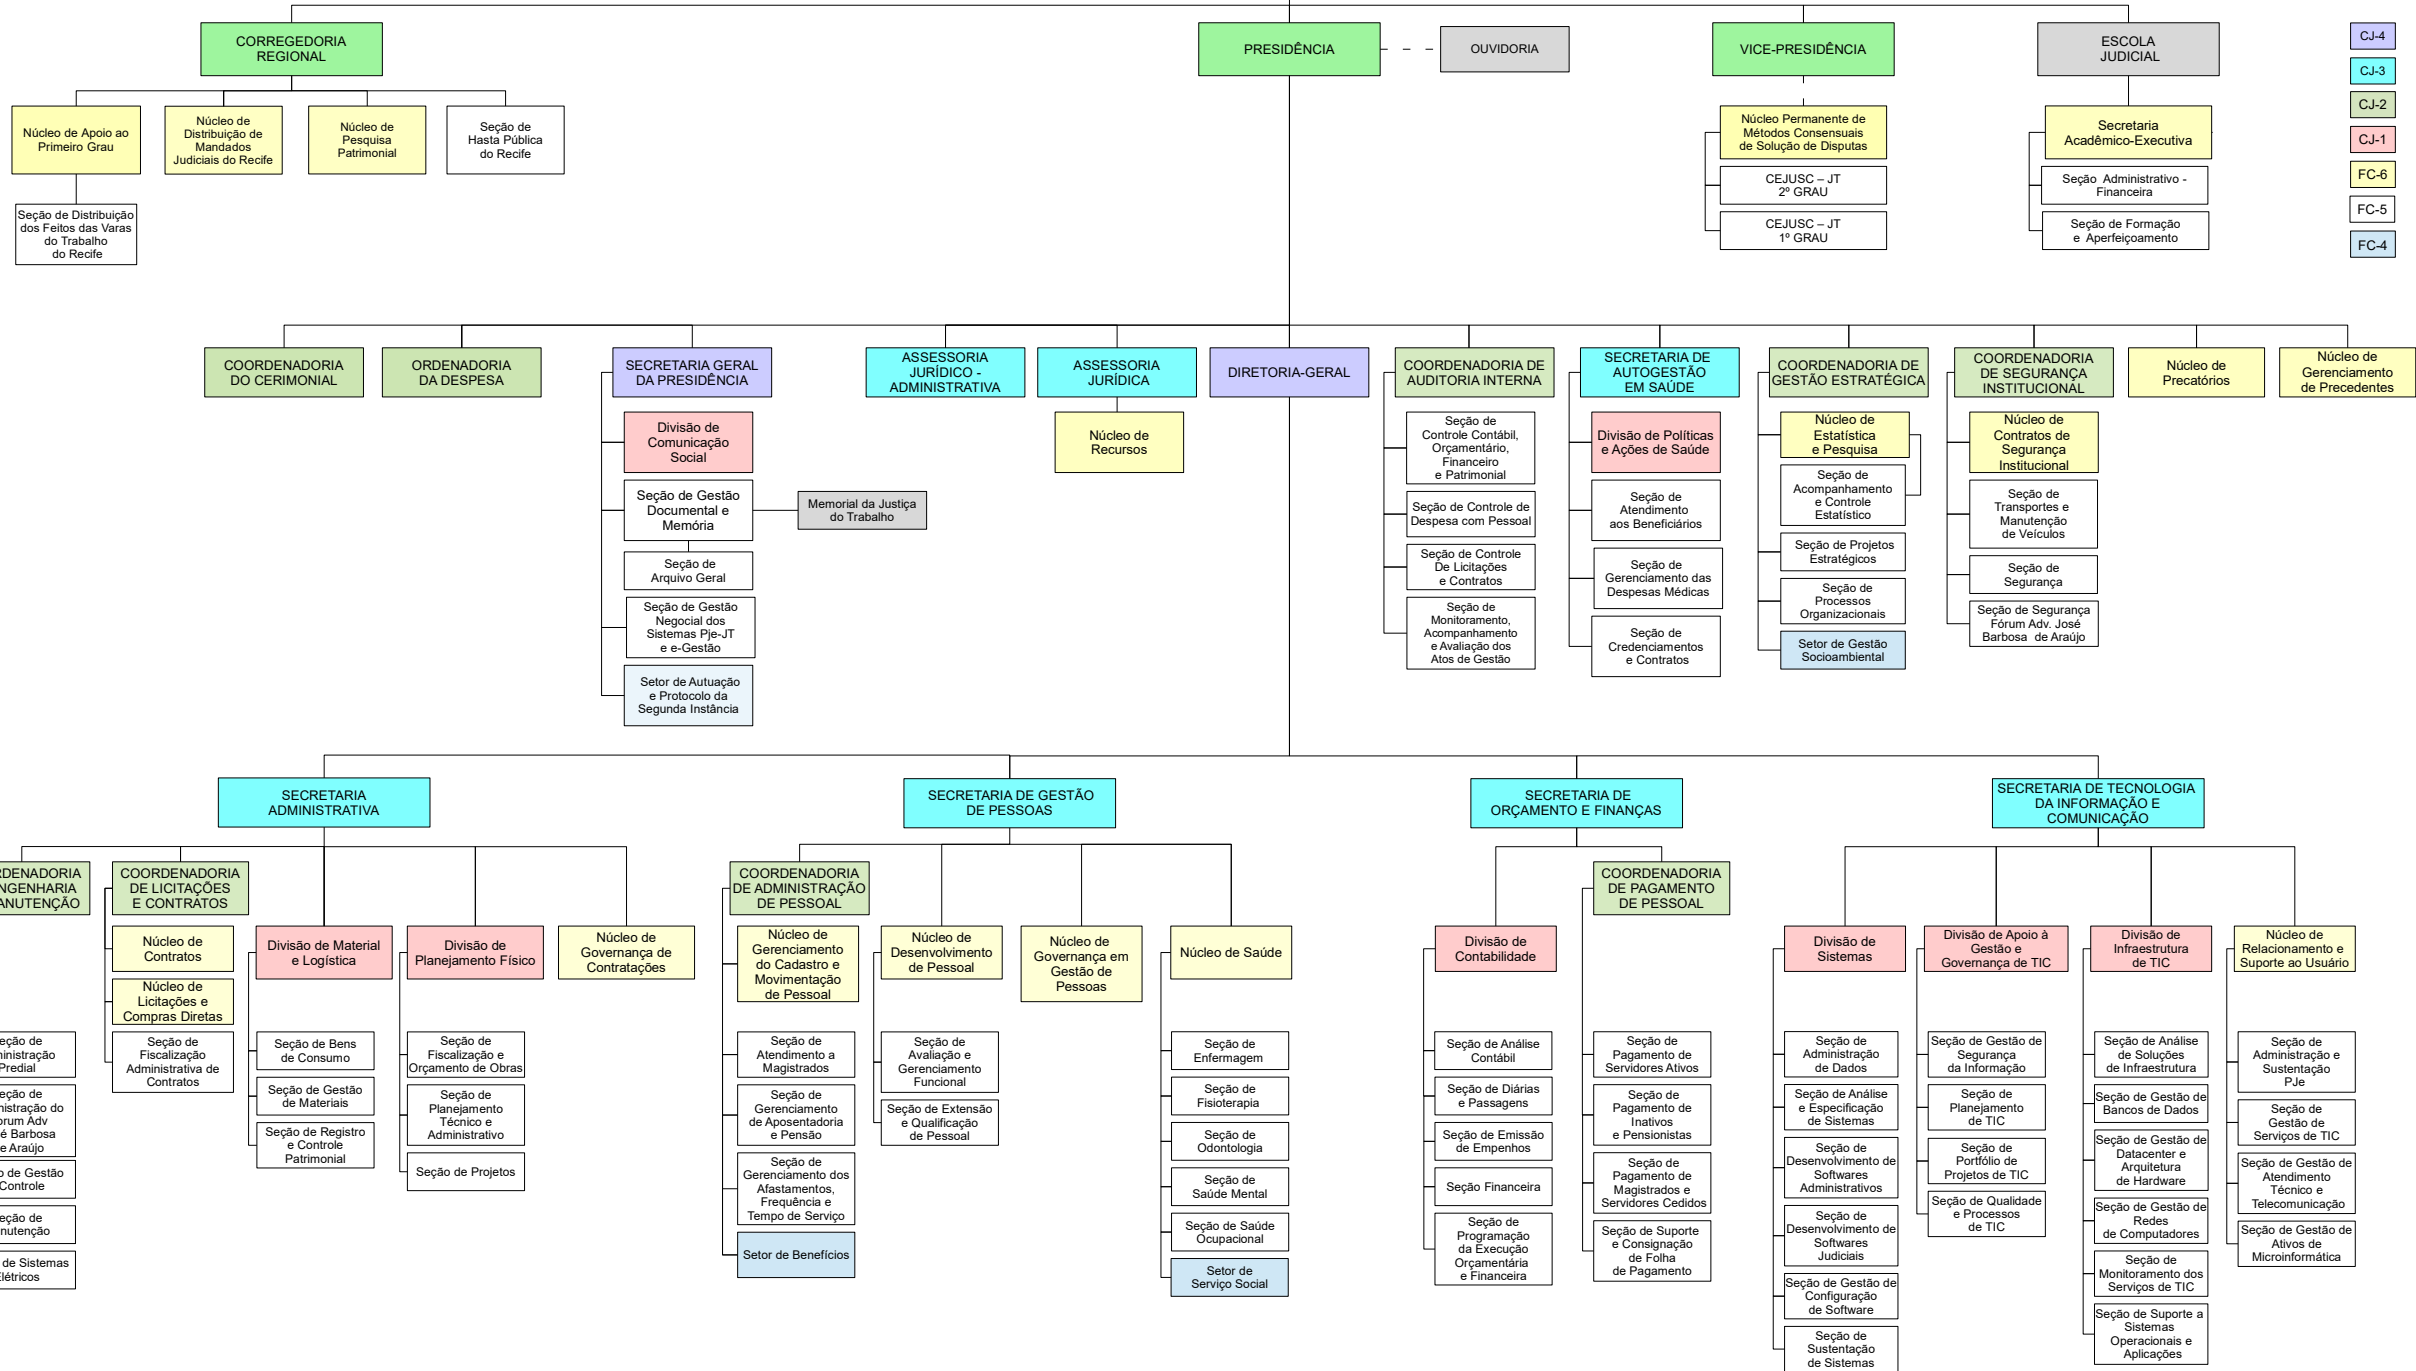 CORREGEDORIA
REGIONAL
PRESIDÊNCIA
OUVIDORIA
VICE-PRESIDÊNCIA
ESCOLA
JUDICIAL
CJ-4
CJ-3
CJ-2
CJ-1
FC-6
FC-5
FC-4
Núcleo de Apoio ao
Primeiro Grau
Núcleo de
Distribuição de
Mandados
Judiciais do Recife
Núcleo de
Pesquisa
Patrimonial
Seção de
Hasta Pública
do Recife
Seção de Distribuição
dos Feitos das Varas
do Trabalho
do Recife
Núcleo Permanente de
Métodos Consensuais
de Solução de Disputas
CEJUSC – JT
2º GRAU
CEJUSC – JT
1º GRAU
Secretaria
Acadêmico-Executiva
Seção Administrativo -
Financeira
Seção de Formação
e Aperfeiçoamento
COORDENADORIA
DO CERIMONIAL
ORDENADORIA
DA DESPESA
SECRETARIA GERAL
DA PRESIDÊNCIA
ASSESSORIA
JURÍDICO -
ADMINISTRATIVA
ASSESSORIA
JURÍDICA
DIRETORIA-GERAL
COORDENADORIA DE
AUDITORIA INTERNA
SECRETARIA DE
AUTOGESTÃO
EM SAÚDE
COORDENADORIA DE
GESTÃO ESTRATÉGICA
COORDENADORIA
DE SEGURANÇA
INSTITUCIONAL
Núcleo de
Precatórios
Núcleo de
Gerenciamento
de Precedentes
Divisão de
Comunicação
Social
Seção de Gestão
Documental e
Memória
Memorial da Justiça
do Trabalho
Seção de
Arquivo Geral
Seção de Gestão
Negocial dos
Sistemas Pje-JT
e e-Gestão
Setor de Autuação
e Protocolo da
Segunda Instância
Núcleo de
Recursos
Seção de
Controle Contábil,
Orçamentário,
Financeiro
e Patrimonial
Seção de Controle de
Despesa com Pessoal
Seção de Controle
De Licitações
e Contratos
Seção de
Monitoramento,
Acompanhamento
e Avaliação dos
Atos de Gestão
Divisão de Políticas
e Ações de Saúde
Seção de
Atendimento
aos Beneficiários
Seção de
Gerenciamento das
Despesas Médicas
Seção de
Credenciamentos
e Contratos
Núcleo de
Estatística
e Pesquisa
Seção de
Acompanhamento
e Controle
Estatístico
Seção de Projetos
Estratégicos
Seção de
Processos
Organizacionais
Setor de Gestão
Socioambiental
Núcleo de
Contratos de
Segurança
Institucional
Seção de
Transportes e
Manutenção
de Veículos
Seção de
Segurança
Seção de Segurança
Fórum Adv. José
Barbosa de Araújo
SECRETARIA
ADMINISTRATIVA
SECRETARIA DE GESTÃO
DE PESSOAS
SECRETARIA DE
ORÇAMENTO E FINANÇAS
SECRETARIA DE TECNOLOGIA
DA INFORMAÇÃO E
COMUNICAÇÃO
RDENADORIA
NGENHARIA
ANUTENÇÃO
eção de
inistração
Predial
eção de
nistração do
órum Adv
é Barbosa
e Araújo
o de Gestão
Controle
eção de
nutenção
de Sistemas
létricos
COORDENADORIA
DE LICITAÇÕES
E CONTRATOS
Núcleo de
Contratos
Núcleo de
Licitações e
Compras Diretas
Seção de
Fiscalização
Administrativa de
Contratos
Divisão de Material
e Logística
Seção de Bens
de Consumo
Seção de Gestão
de Materiais
Seção de Registro
e Controle
Patrimonial
Divisão de
Planejamento Físico
Seção de
Fiscalização e
Orçamento de Obras
Seção de
Planejamento
Técnico e
Administrativo
Seção de Projetos
Núcleo de
Governança de
Contratações
COORDENADORIA
DE ADMINISTRAÇÃO
DE PESSOAL
Núcleo de
Gerenciamento
do Cadastro e
Movimentação
de Pessoal
Seção de
Atendimento a
Magistrados
Seção de
Gerenciamento
de Aposentadoria
e Pensão
Seção de
Gerenciamento dos
Afastamentos,
Frequência e
Tempo de Serviço
Setor de Benefícios
Núcleo de
Desenvolvimento
de Pessoal
Seção de
Avaliação e
Gerenciamento
Funcional
Seção de Extensão
e Qualificação
de Pessoal
Núcleo de
Governança em
Gestão de
Pessoas
Núcleo de Saúde
Seção de
Enfermagem
Seção de
Fisioterapia
Seção de
Odontologia
Seção de
Saúde Mental
Seção de Saúde
Ocupacional
Setor de
Serviço Social
Divisão de
Contabilidade
Seção de Análise
Contábil
Seção de Diárias
e Passagens
Seção de Emissão
de Empenhos
Seção Financeira
Seção de
Programação
da Execução
Orçamentária
e Financeira
COORDENADORIA
DE PAGAMENTO
DE PESSOAL
Seção de
Pagamento de
Servidores Ativos
Seção de
Pagamento de
Inativos
e Pensionistas
Seção de
Pagamento de
Magistrados e
Servidores Cedidos
Seção de Suporte
e Consignação
de Folha
de Pagamento
Divisão de
Sistemas
Seção de
Administração
de Dados
Seção de Análise
e Especificação
de Sistemas
Seção de
Desenvolvimento de
Softwares
Administrativos
Seção de
Desenvolvimento de
Softwares
Judiciais
Seção de Gestão de
Configuração
de Software
Seção de
Sustentação
de Sistemas
Divisão de Apoio à
Gestão e
Governança de TIC
Seção de Gestão de
Segurança
da Informação
Seção de
Planejamento
de TIC
Seção de
Portfólio de
Projetos de TIC
Seção de Qualidade
e Processos
de TIC
Divisão de
Infraestrutura
de TIC
Seção de Análise
de Soluções
de Infraestrutura
Seção de Gestão de
Bancos de Dados
Seção de Gestão de
Datacenter e
Arquitetura
de Hardware
Seção de Gestão de
Redes
de Computadores
Seção de
Monitoramento dos
Serviços de TIC
Seção de Suporte a
Sistemas
Operacionais e
Aplicações
Núcleo de
Relacionamento e
Suporte ao Usuário
Seção de
Administração e
Sustentação
PJe
Seção de
Gestão de
Serviços de TIC
Seção de Gestão de
Atendimento
Técnico e
Telecomunicação
Seção de Gestão de
Ativos de
Microinformática